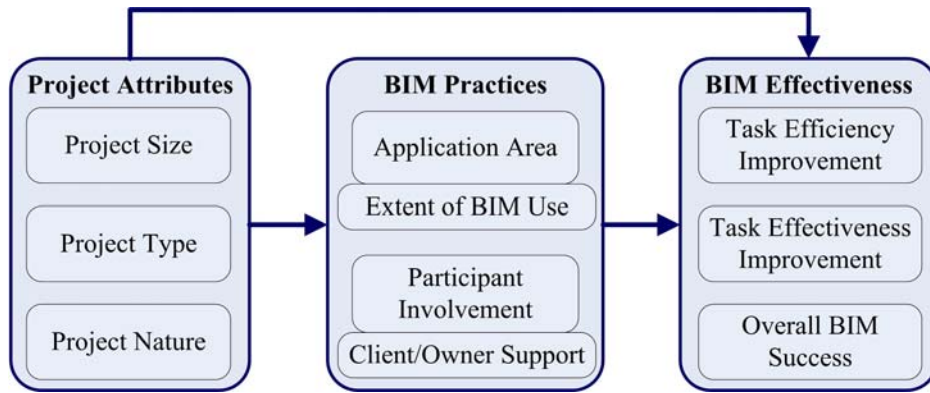 Project Attributes
Project Size
Project Type
Project Nature
BIM Practices
Application Area
Extent of BIM Use
Participant
Involvement
Client/Owner Support
BIM Effectiveness
Task Efficiency
Improvement
Task Effectiveness
Improvement
Overall BIM
Success